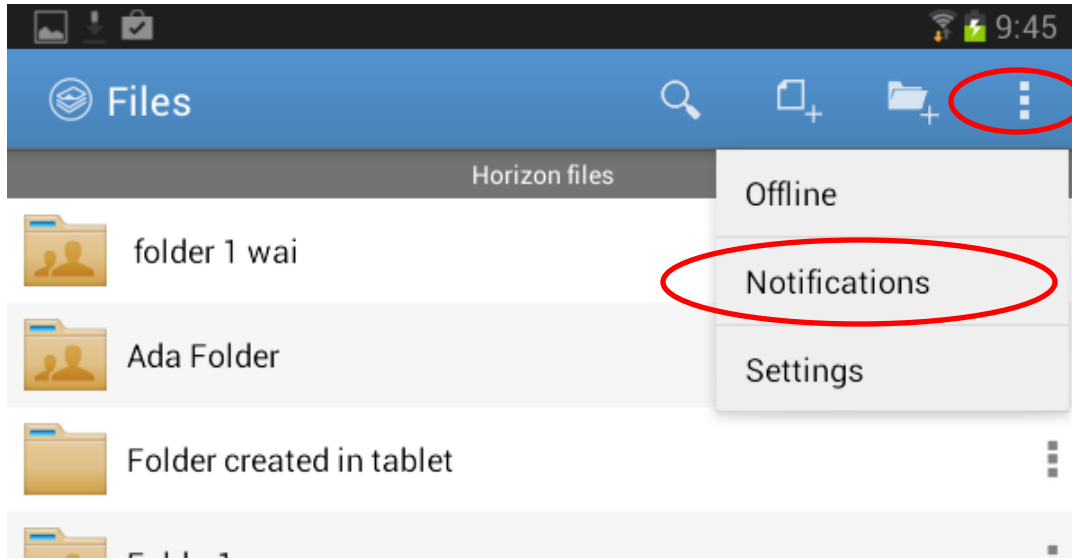 9:45
Files
Horizon files
Offline
folder 1 wai
Notifications
Ada Folder
Settings
Folder created in tablet